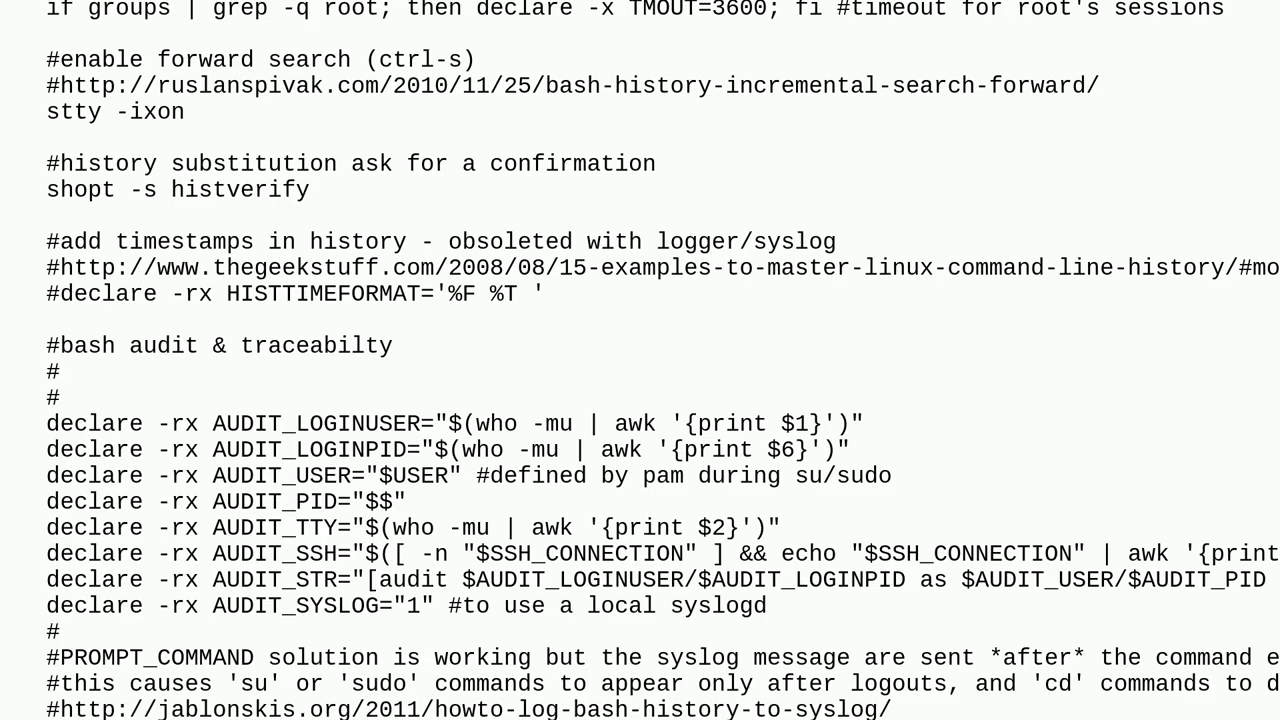 if groups | grep -q root; then declare -x TMOUT=3600; fi #timeout for root's sessions
#enable forward search (ctrl-s)
#http://ruslanspivak.com/2010/11/25/bash-history-incremental-search-forward/
stty -ixon
#history substitution ask for a confirmation
shopt -s histverify
#add timestamps in history - obsoleted with logger/syslog
#http://www.thegeekstuff.com/2008/08/15-examples-to-master-linux-command-line-history/#mo
#declare -rx HISTTIMEFORMAT='%F %T '
#bash audit & traceabilty
#
#
declare -rx AUDIT_LOGINUSER="$(who -mu | awk '{print $1}')"
declare -rx AUDIT_LOGINPID="$(who -mu | awk '{print $6}')"
declare -rx AUDIT_USER="$USER" #defined by pam during su/sudo
declare -rx AUDIT_PID="$$"
declare -rx AUDIT_TTY="$(who -mu | awk '{print $2}')"
declare -rx AUDIT_SSH="$([ -n "$SSH_CONNECTION" ] && echo "$SSH_CONNECTION" | awk '{print
declare -rx AUDIT_STR="[audit $AUDIT_LOGINUSER/$AUDIT_LOGINPID as $AUDIT_USER/$AUDIT_PID
declare -rx AUDIT_SYSLOG="1" #to use a local syslogd
#
#PROMPT_COMMAND solution is working but the syslog message are sent *after* the command e
#this causes 'su' or 'sudo' commands to appear only after logouts, and 'cd' commands to d
#http://jablonskis.org/2011/howto-log-bash-history-to-syslog/